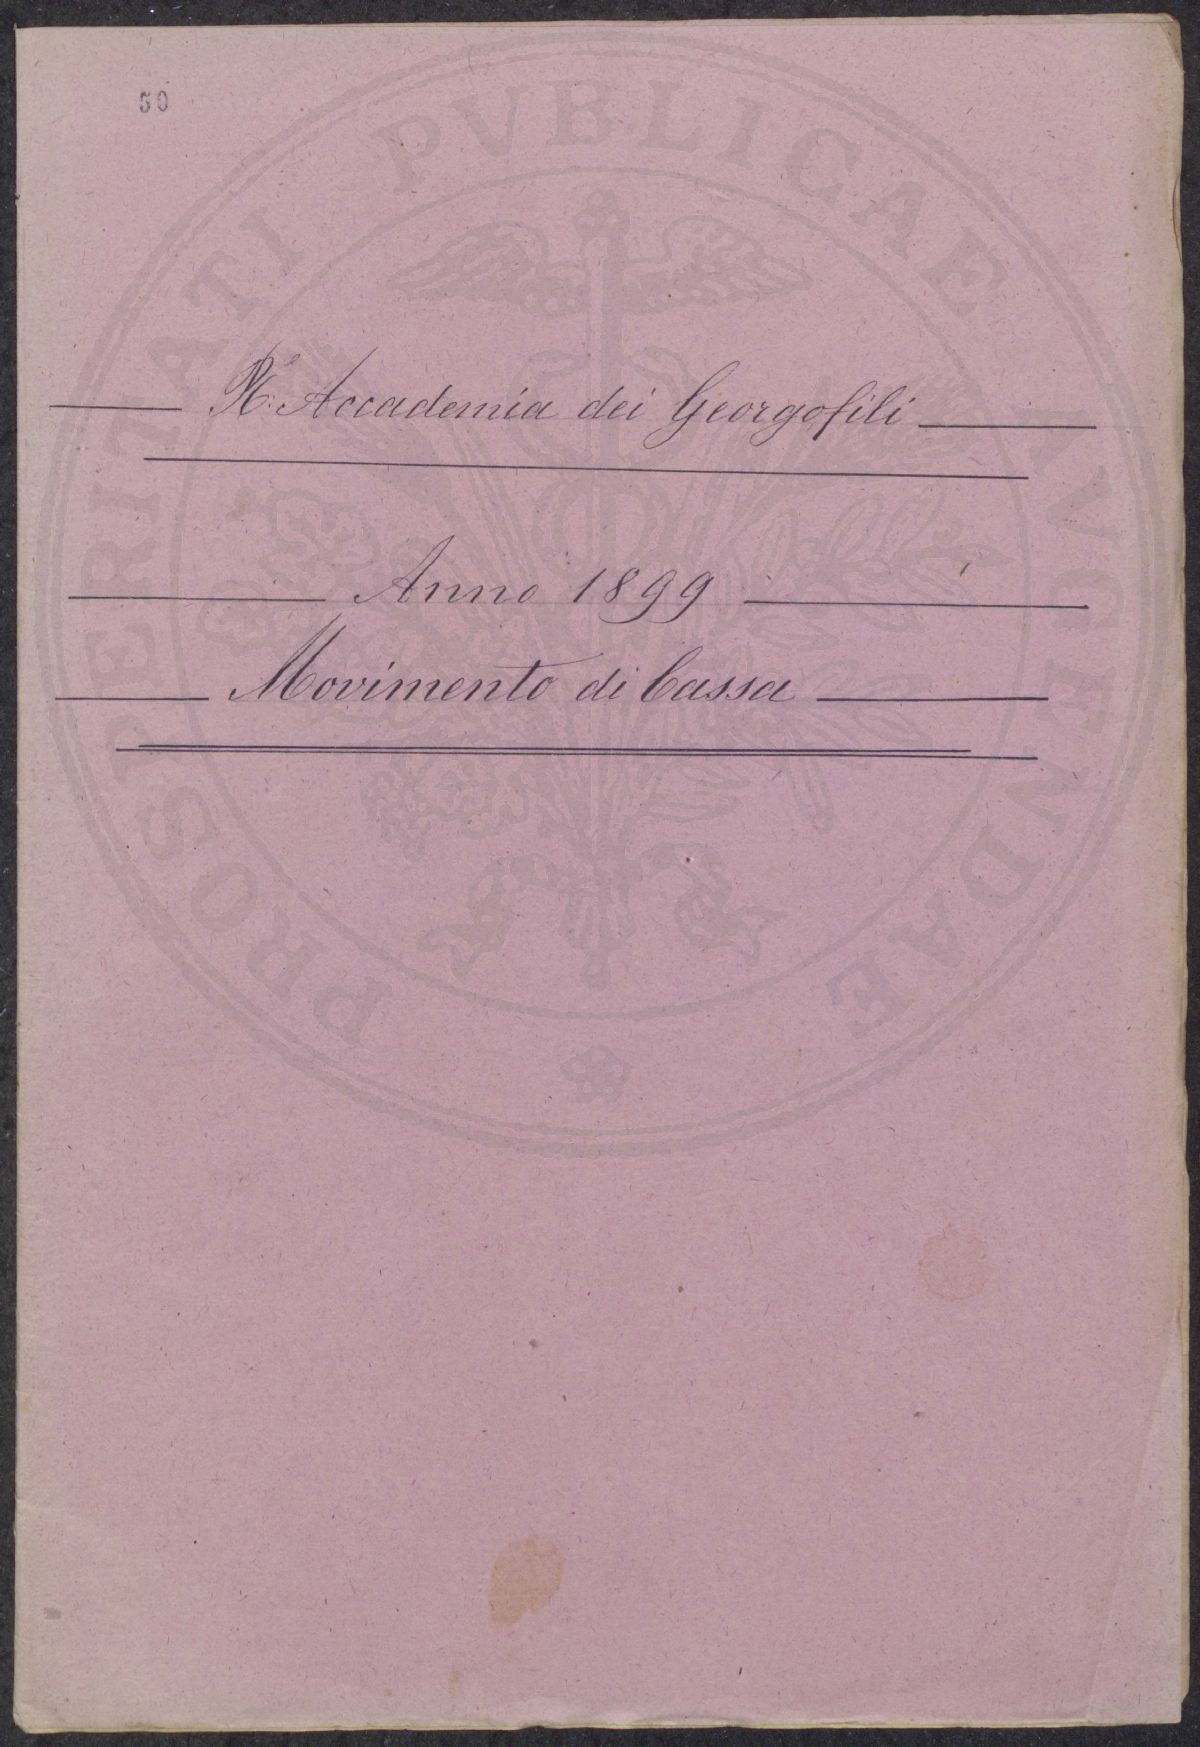 50
PROSPERITATI PVBLICAE AVGENDAE
R.e Accademia dei Georgofili
Anno 1899
Movimento di Cassa